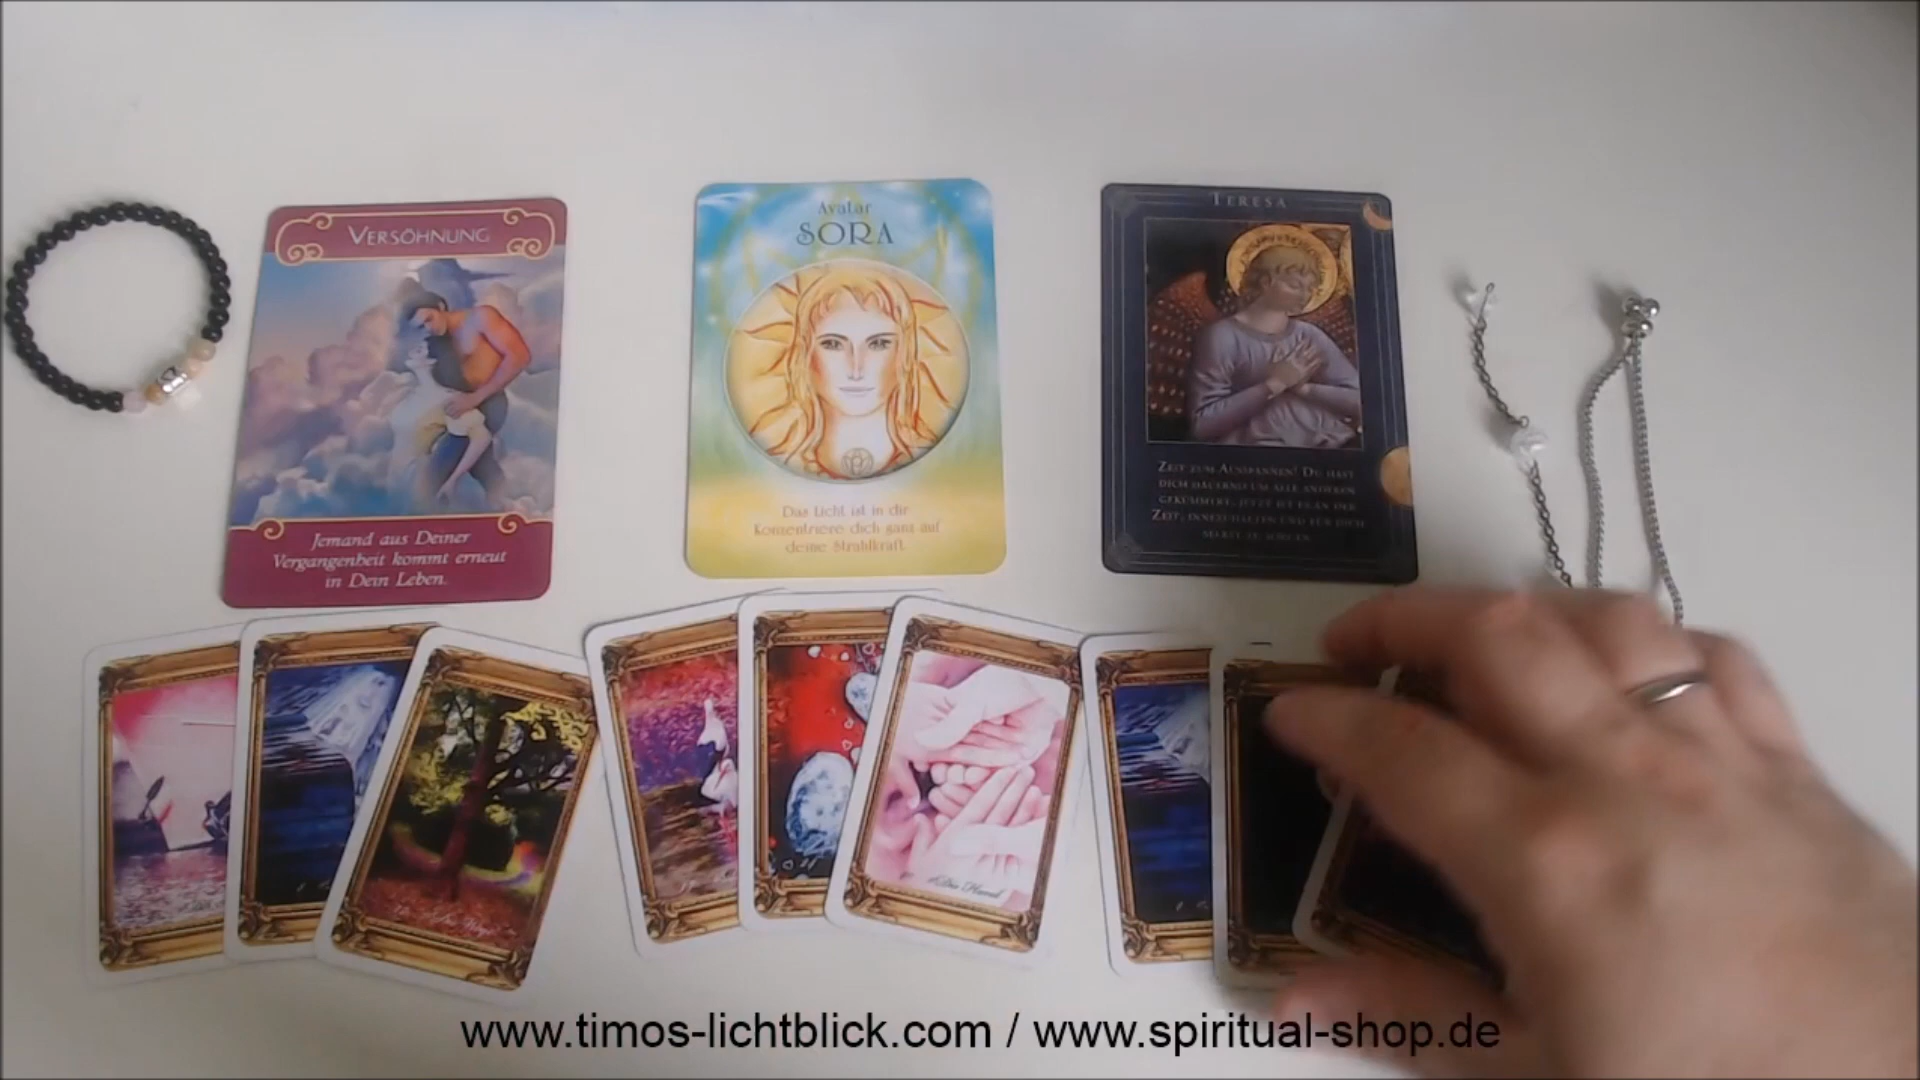 VERSÖHNUNG
Jemand aus Deiner
Vergangenheit kommt erneut
in Dein Leben.
Avatar
SORA
Das Licht ist in dir
Konzentriere dich ganz auf
deine Strahlkraft.
TERESA
ZEIT ZUM AUSSPANNEN! DU HAST
DICH DAUERND UM ALLE ANDEREN
GEKÜMMERT, JETZT IST ES AN DER
ZEIT, INNEZUHALTEN UND FÜR DICH
SELBST ZU SORGEN
Die Hand
www.timos-lichtblick.com / www.spiritual-shop.de